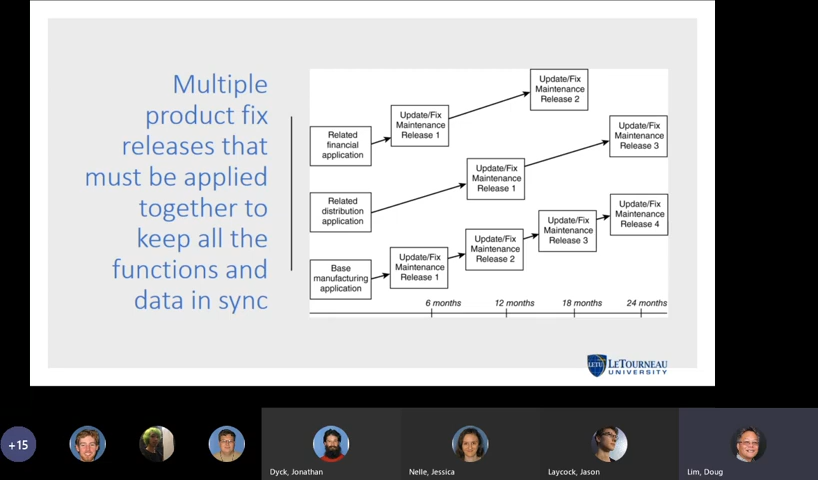 Multiple
product fix
releases that
must be applied
together to
keep all the
functions and
data in sync
Related
financial
application
Update/Fix
Maintenance
Release 1
Update/Fix
Maintenance
Release 2
Related
distribution
application
Update/Fix
Maintenance
Release 1
Update/Fix
Maintenance
Release 3
Base
manufacturing
application
Update/Fix
Maintenance
Release 1
Update/Fix
Maintenance
Release 2
Update/Fix
Maintenance
Release 3
Update/Fix
Maintenance
Release 4
6 months
12 months
18 months
24 months
LETU
LETOURNEAU
UNIVERSITY
+15
Dyck, Jonathan
Nelle, Jessica
Laycock, Jason
Lim, Doug